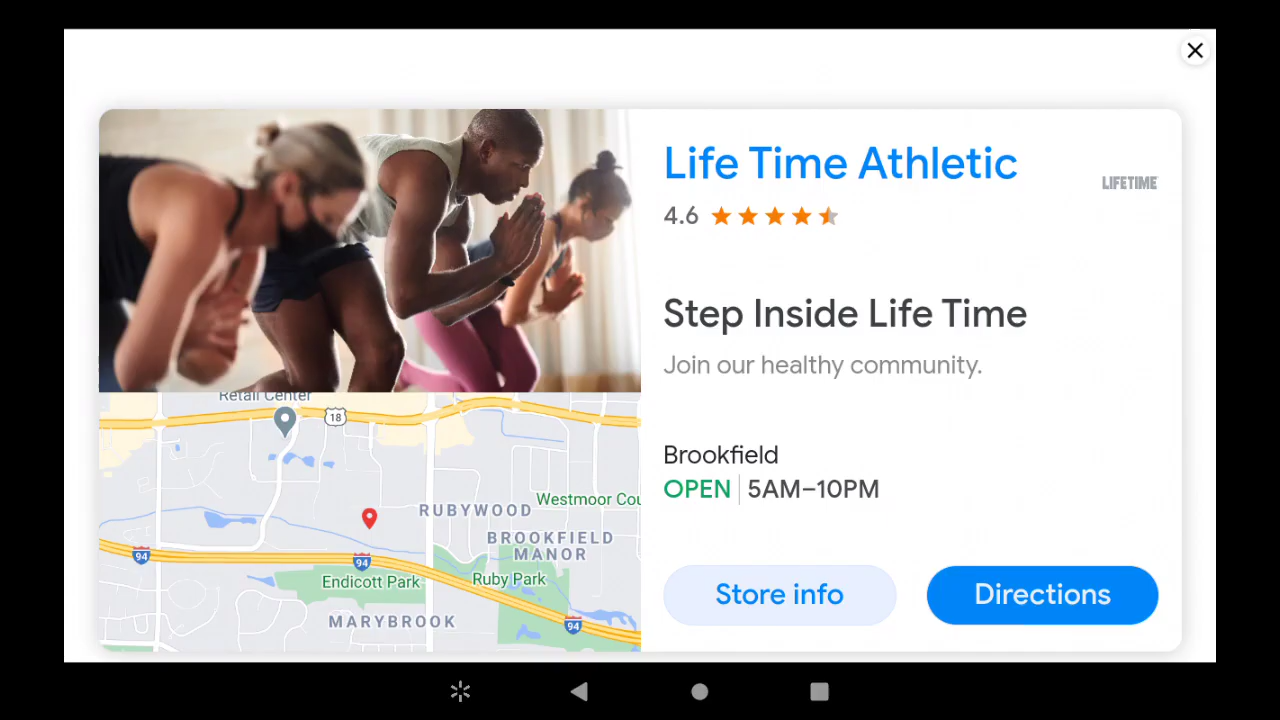 Life Time Athletic
LIFETIME
4.6
Step Inside Life Time
Join our healthy community.
Brookfield
OPEN 5AM–10PM
Store info
Directions
Retail Center
18
Westmoor Cou
RUBYWOOD
BROOKFIELD
MANOR
94
94
Endicott Park
Ruby Park
MARYBROOK
94